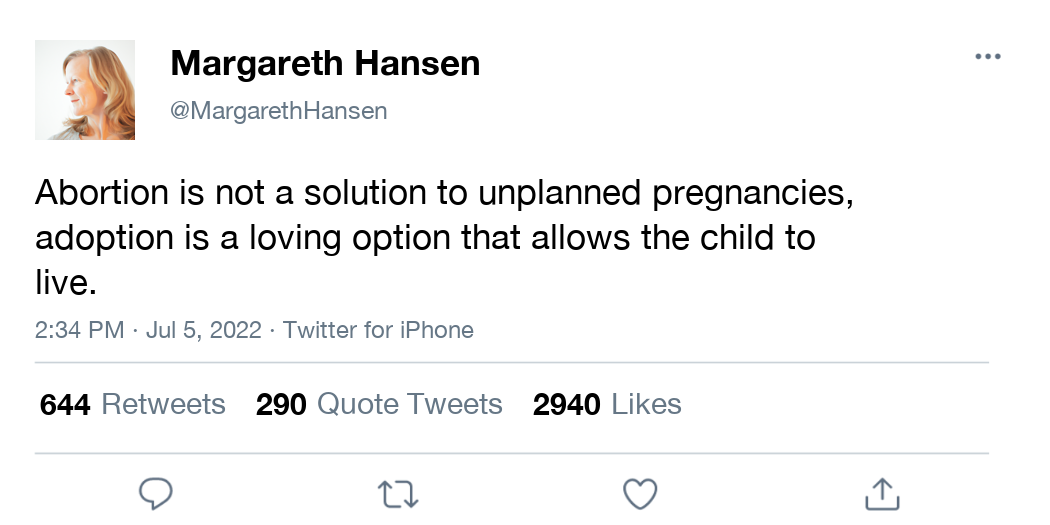 Margareth Hansen
@MargarethHansen
Abortion is not a solution to unplanned pregnancies,
adoption is a loving option that allows the child to
live.
2:34 PM · Jul 5, 2022 · Twitter for iPhone
644 Retweets 290 Quote Tweets 2940 Likes